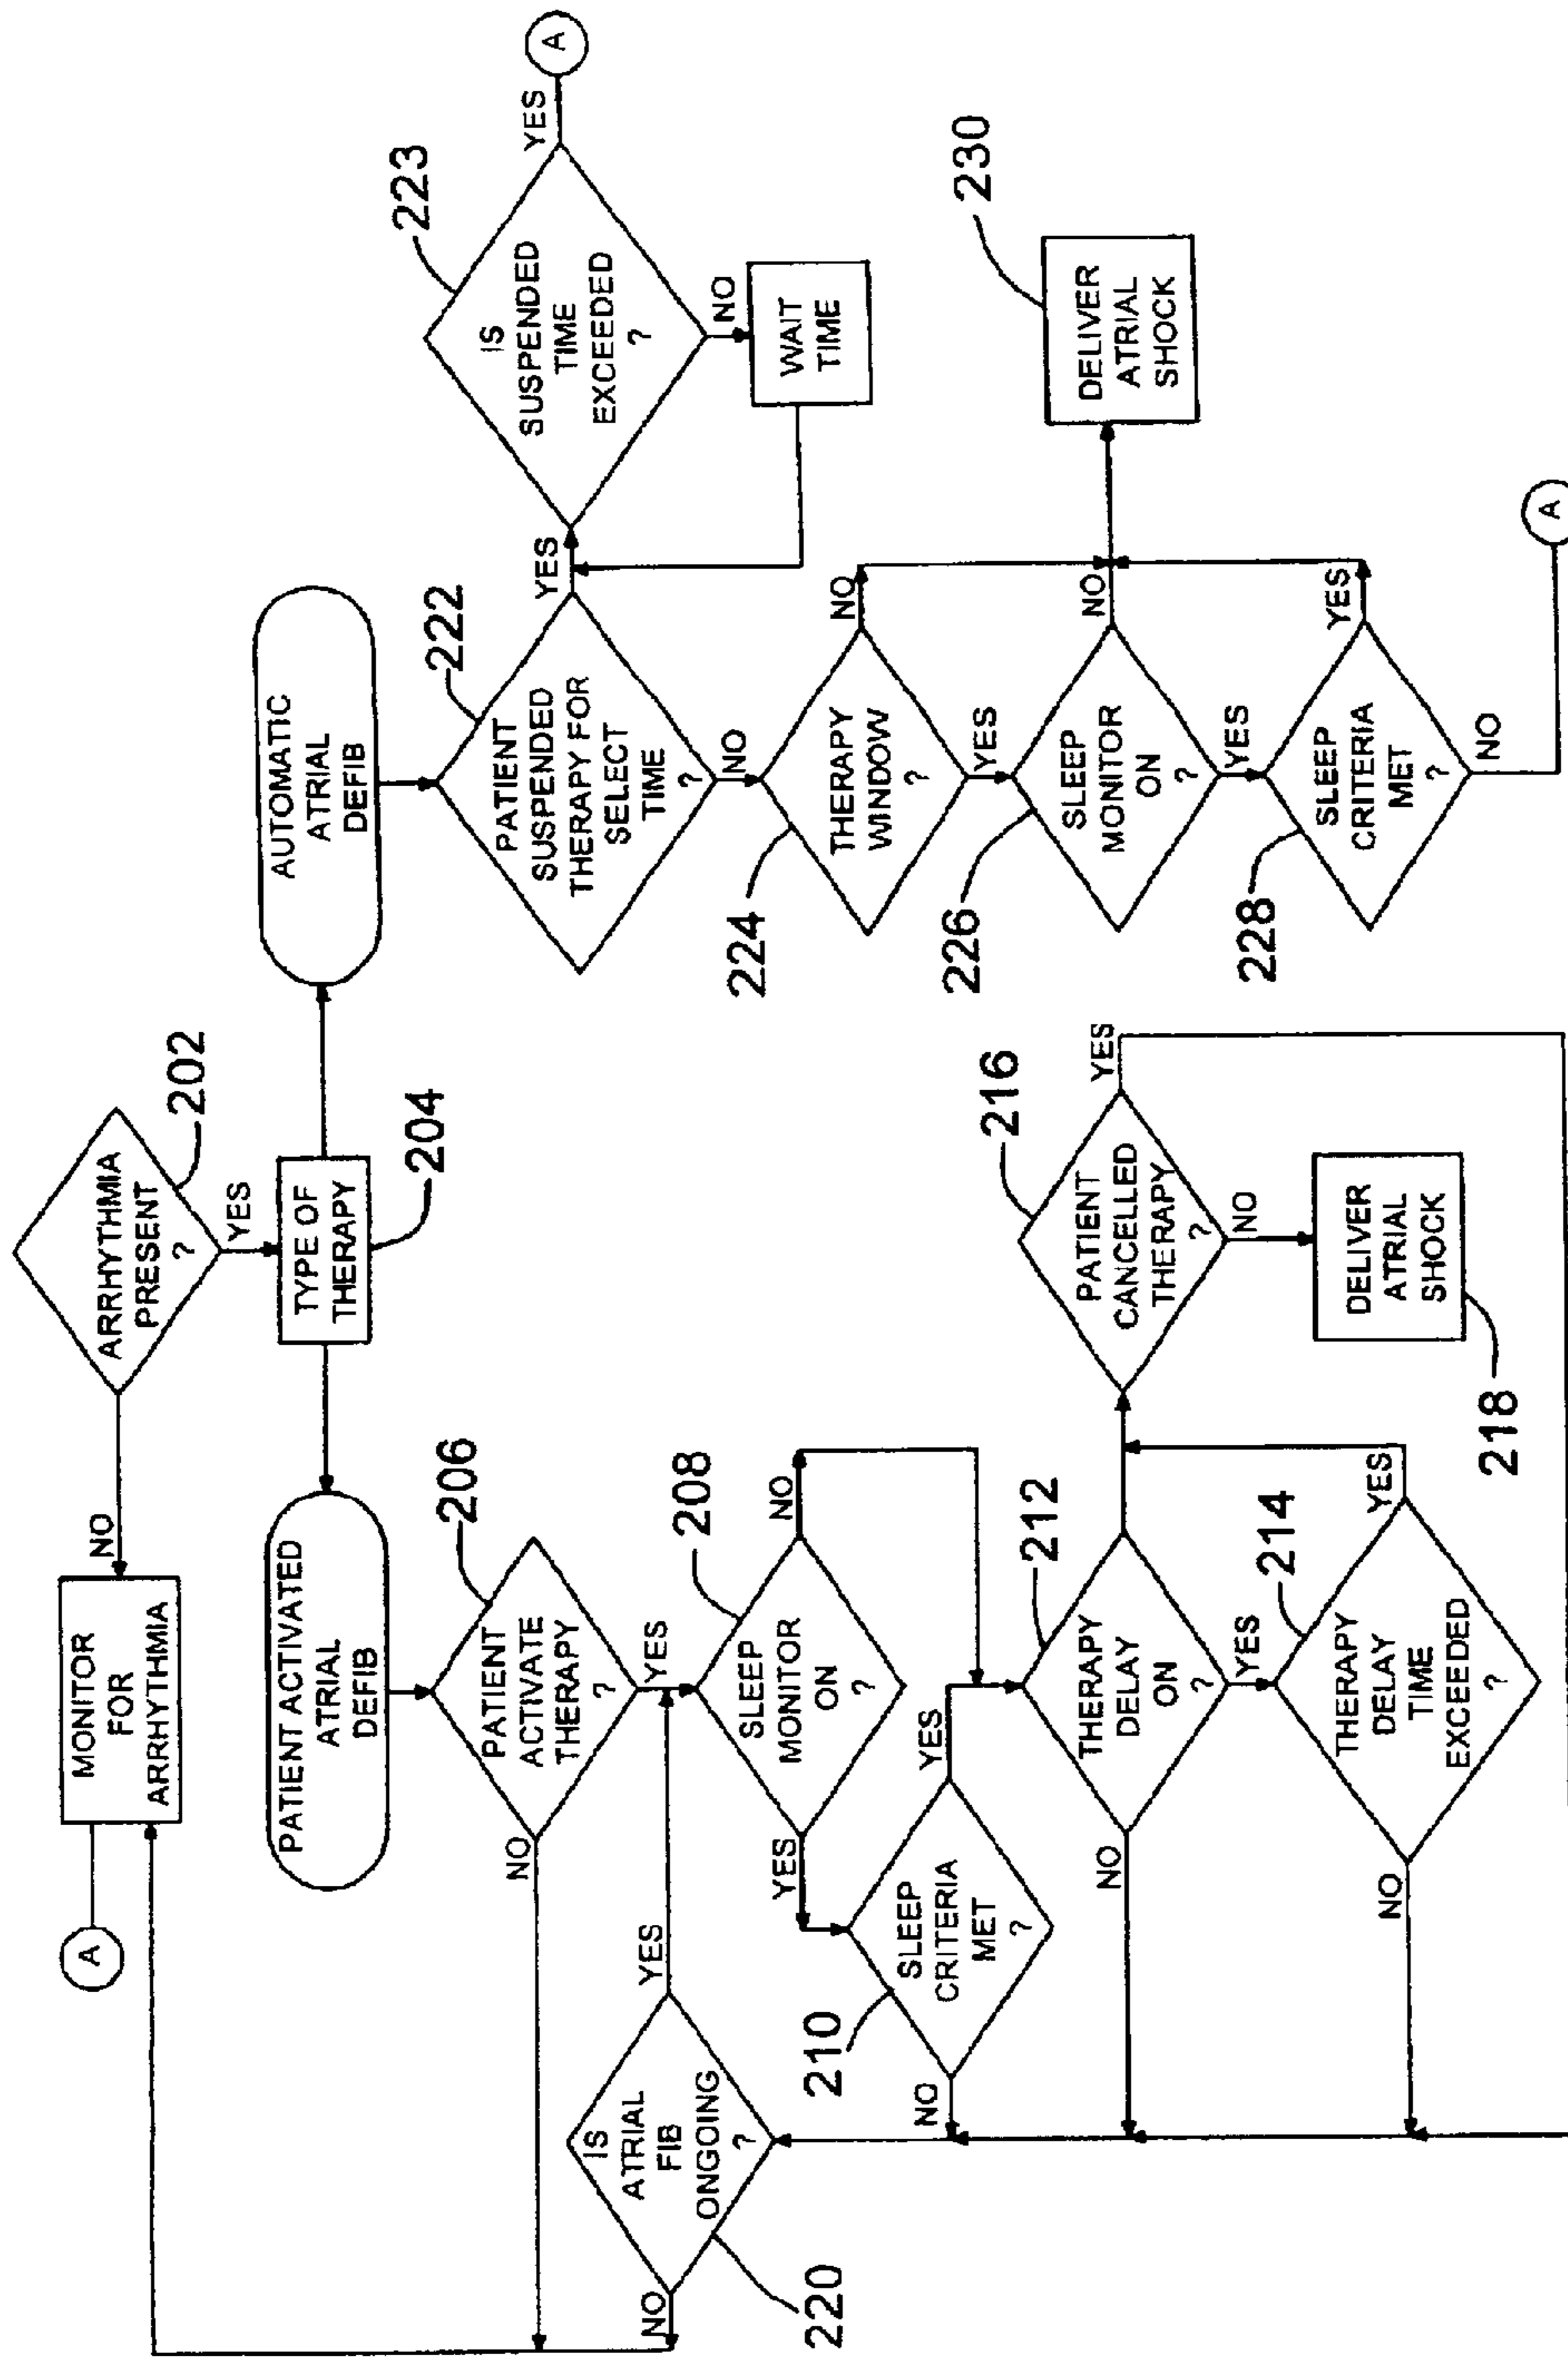 ARRHYTHMIA
PRESENT
?
202
NO
YES
MONITOR
FOR
ARRHYTHMIA
A
TYPE OF
THERAPY
204
PATIENT ACTIVATED
ATRIAL
DEFIB
PATIENT
ACTIVATE
THERAPY
?
206
NO
YES
IS
ATRIAL
FIB
ONGOING
?
220
NO
YES
SLEEP
MONITOR
ON
?
208
NO
YES
SLEEP
CRITERIA
MET
?
210
NO
YES
THERAPY
DELAY
ON
?
212
NO
YES
THERAPY
DELAY
TIME
EXCEEDED
?
214
NO
YES
PATIENT
CANCELLED
THERAPY
?
216
YES
NO
DELIVER
ATRIAL
SHOCK
218
AUTOMATIC
ATRIAL
DEFIB
PATIENT
SUSPENDED
THERAPY FOR
SELECT
TIME
?
222
YES
NO
IS
SUSPENDED
TIME
EXCEEDED
?
223
YES
A
NO
WAIT
TIME
THERAPY
WINDOW
?
224
NO
YES
SLEEP
MONITOR
ON
?
226
NO
YES
DELIVER
ATRIAL
SHOCK
230
SLEEP
CRITERIA
MET
?
228
YES
NO
A